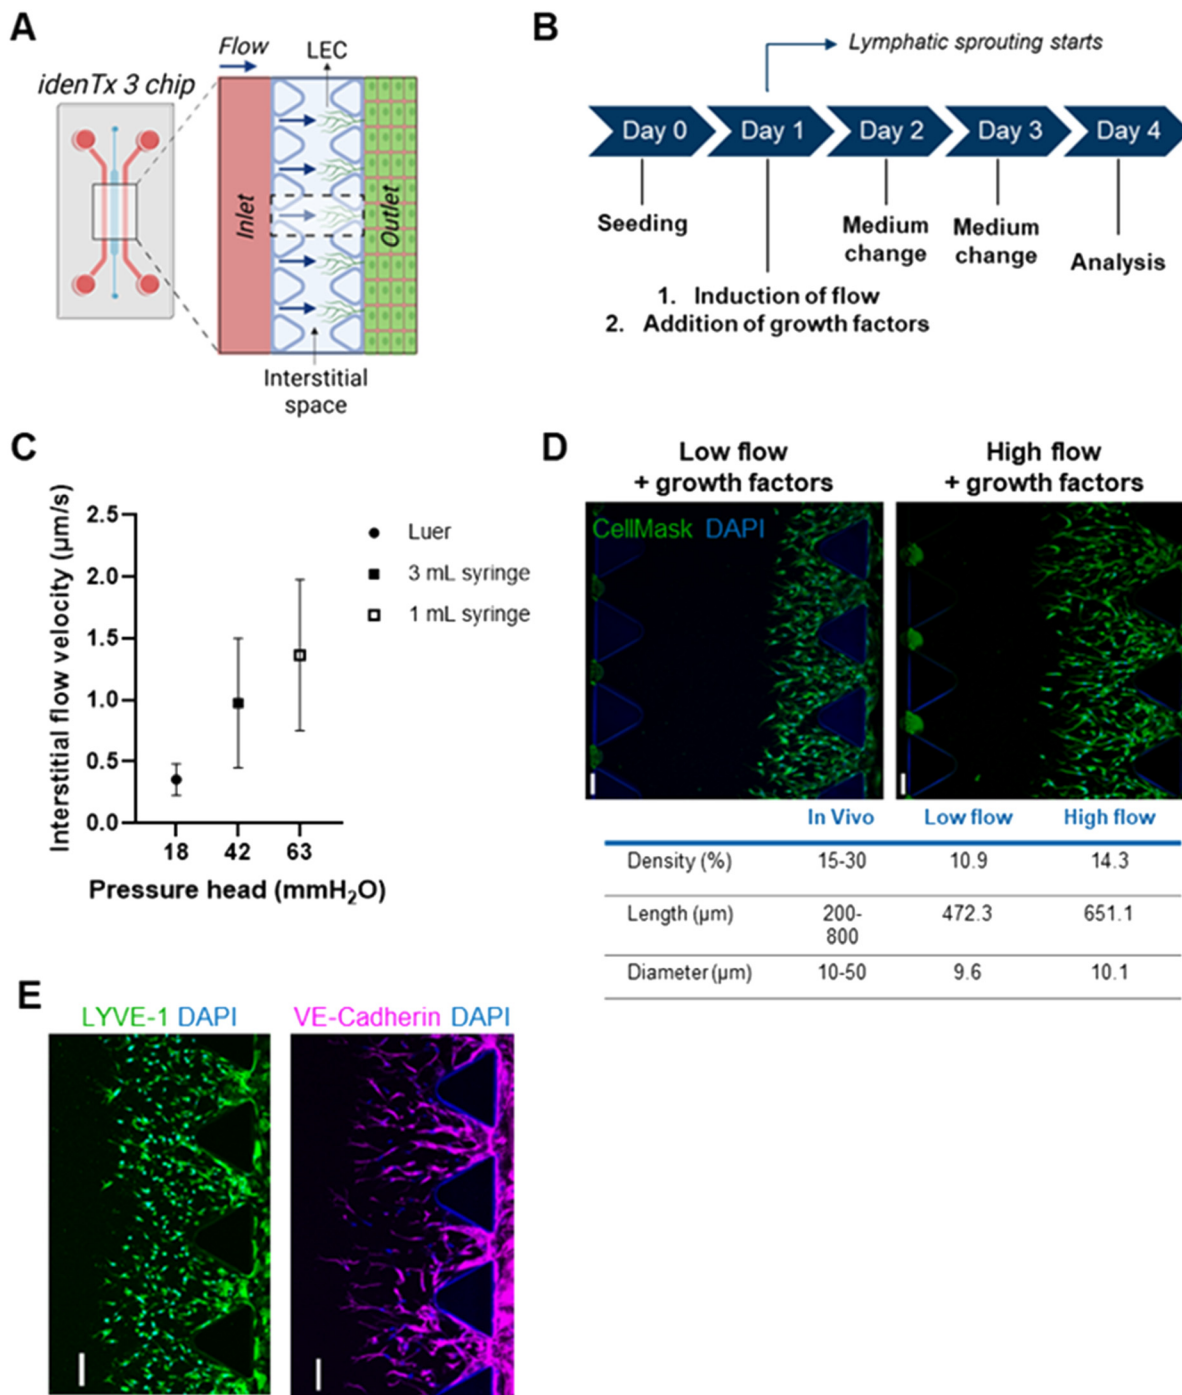 A
Flow
LEC
idenTx 3 chip
Inlet
Outlet
Interstitial
space
B
Lymphatic sprouting starts
Day 0
Day 1
Day 2
Day 3
Day 4
Seeding
Medium
change
Medium
change
Analysis
1. Induction of flow
2. Addition of growth factors
C
Interstitial flow velocity (µm/s)
2.5
2.0
1.5
1.0
0.5
0.0
18
42
63
Pressure head (mmH₂O)
Luer
3 mL syringe
1 mL syringe
D
Low flow
+ growth factors
High flow
+ growth factors
CellMask DAPI
In Vivo Low flow High flow
Density (%) 15-30 10.9 14.3
Length (µm) 200- 472.3 651.1
800
Diameter (µm) 10-50 9.6 10.1
E
LYVE-1 DAPI
VE-Cadherin DAPI